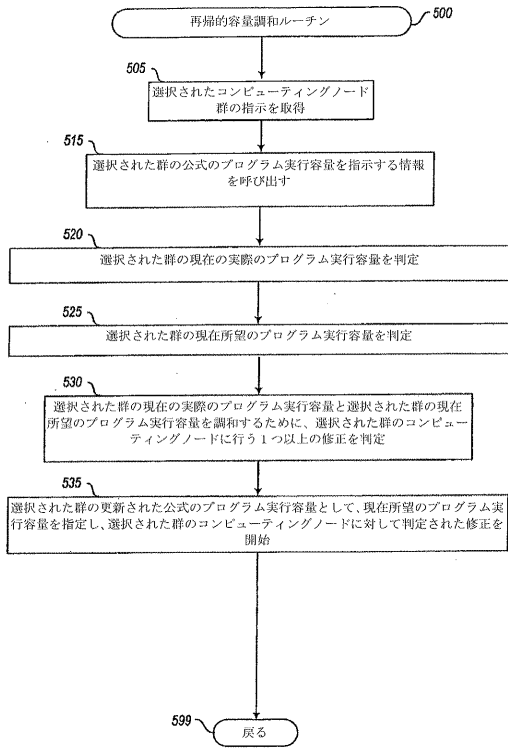 再帰的容量調和ルーチン
500
505
選択されたコンピューティングノード
群の指示を取得
515
選択された群の公式のプログラム実行容量を指示する情報
を呼び出す
520
選択された群の現在の実際のプログラム実行容量を判定
525
選択された群の現在所望のプログラム実行容量を判定
530
選択された群の現在の実際のプログラム実行容量と選択された群の現在
所望のプログラム実行容量を調和するために、選択された群のコンピュー
ティングノードに行う1つ以上の修正を判定
535
選択された群の更新された公式のプログラム実行容量として、現在所望のプログラム実
行容量を指定し、選択された群のコンピューティングノードに対して判定された修正を
開始
599
戻る